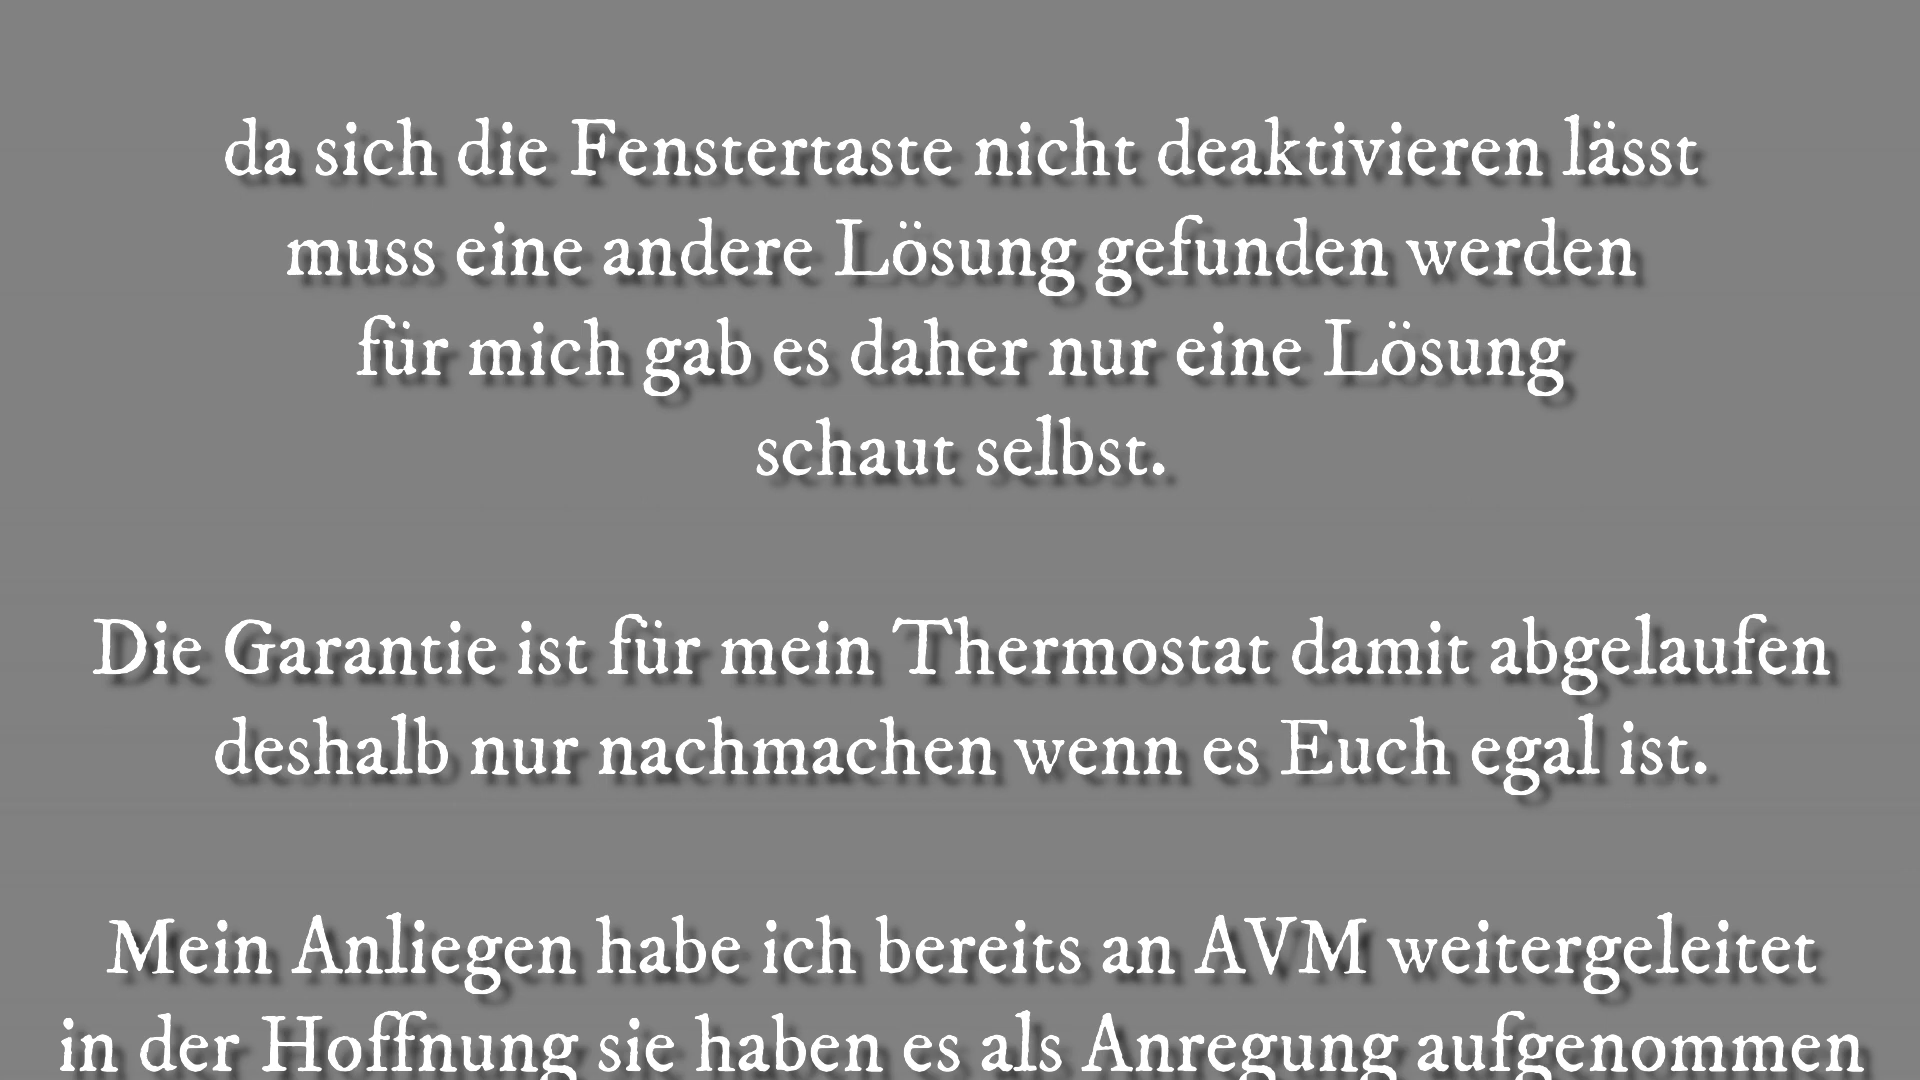 da sich die Fenstertaste nicht deaktivieren lässt
muss eine andere Lösung gefunden werden
für mich gab es daher nur eine Lösung
schaut selbst.
Die Garantie ist für mein Thermostat damit abgelaufen
deshalb nur nachmachen wenn es Euch egal ist.
Mein Anliegen habe ich bereits an AVM weitergeleitet
in der Hoffnung sie haben es als Anregung aufgenommen